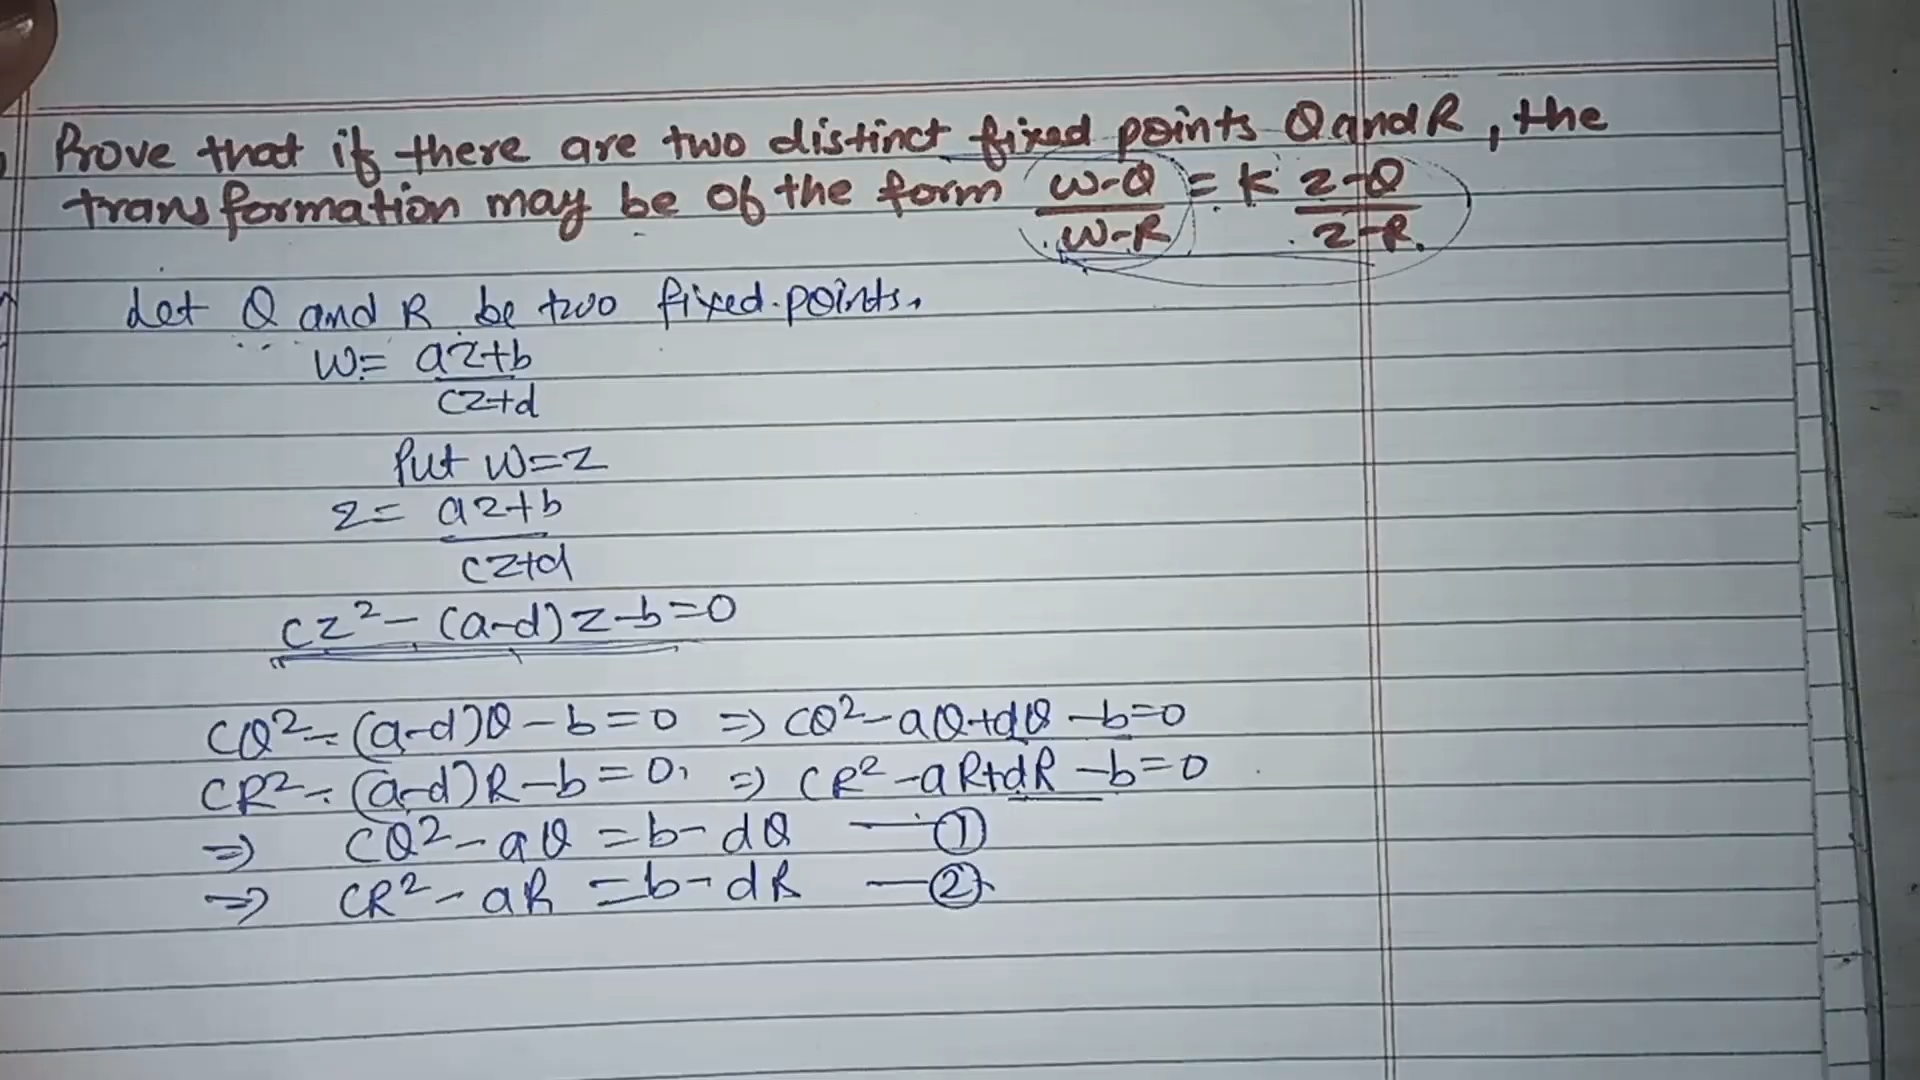 Prove that if there are two distinct fixed points Q and R, the
transformation may be of the form w-Q/w-R = k z-Q/z-R.
Let Q and R be two fixed points.
w = az+b/cz+d
Put w=z
z = az+b/cz+d
cz²-(a-d)z-b=0
cQ²-(a-d)Q-b=0 ⇒ cQ²-aQ+dQ-b=0
cR²-(a-d)R-b=0, ⇒ cR²-aR+dR-b=0
⇒ cQ²-aQ = b-dQ —①
⇒ cR²-aR = b-dR —②